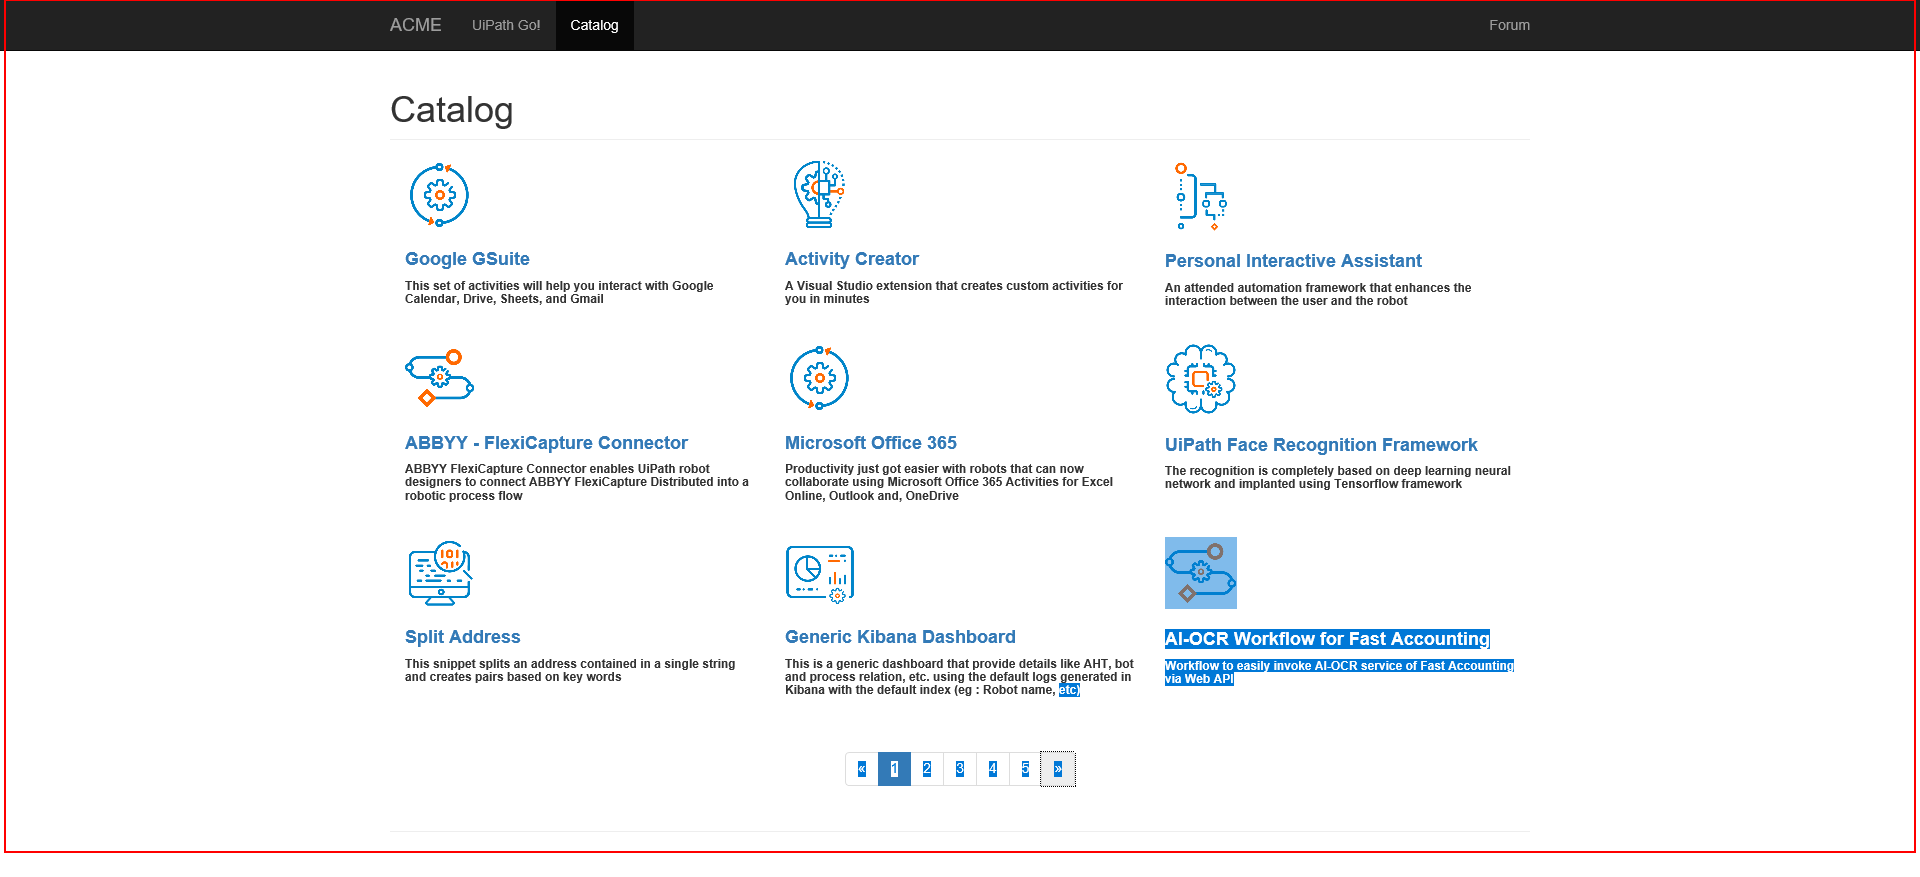 ACME UiPath Go! Catalog Forum
Catalog
Google GSuite
This set of activities will help you interact with Google
Calendar, Drive, Sheets, and Gmail
Activity Creator
A Visual Studio extension that creates custom activities for
you in minutes
Personal Interactive Assistant
An attended automation framework that enhances the
interaction between the user and the robot
ABBYY - FlexiCapture Connector
ABBYY FlexiCapture Connector enables UiPath robot
designers to connect ABBYY FlexiCapture Distributed into a
robotic process flow
Microsoft Office 365
Productivity just got easier with robots that can now
collaborate using Microsoft Office 365 Activities for Excel
Online, Outlook and, OneDrive
UiPath Face Recognition Framework
The recognition is completely based on deep learning neural
network and implanted using Tensorflow framework
Split Address
This snippet splits an address contained in a single string
and creates pairs based on key words
Generic Kibana Dashboard
This is a generic dashboard that provide details like AHT, bot
and process relation, etc. using the default logs generated in
Kibana with the default index (eg : Robot name, etc)
AI-OCR Workflow for Fast Accounting
Workflow to easily invoke AI-OCR service of Fast Accounting
via Web API
« 1 2 3 4 5 »